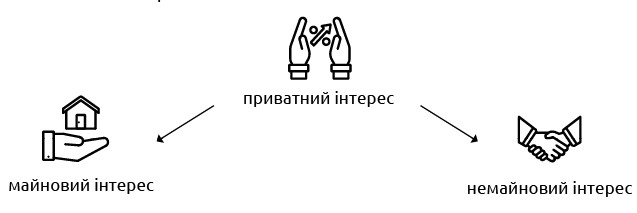 приватний інтерес
майновий інтерес
немайновий інтерес